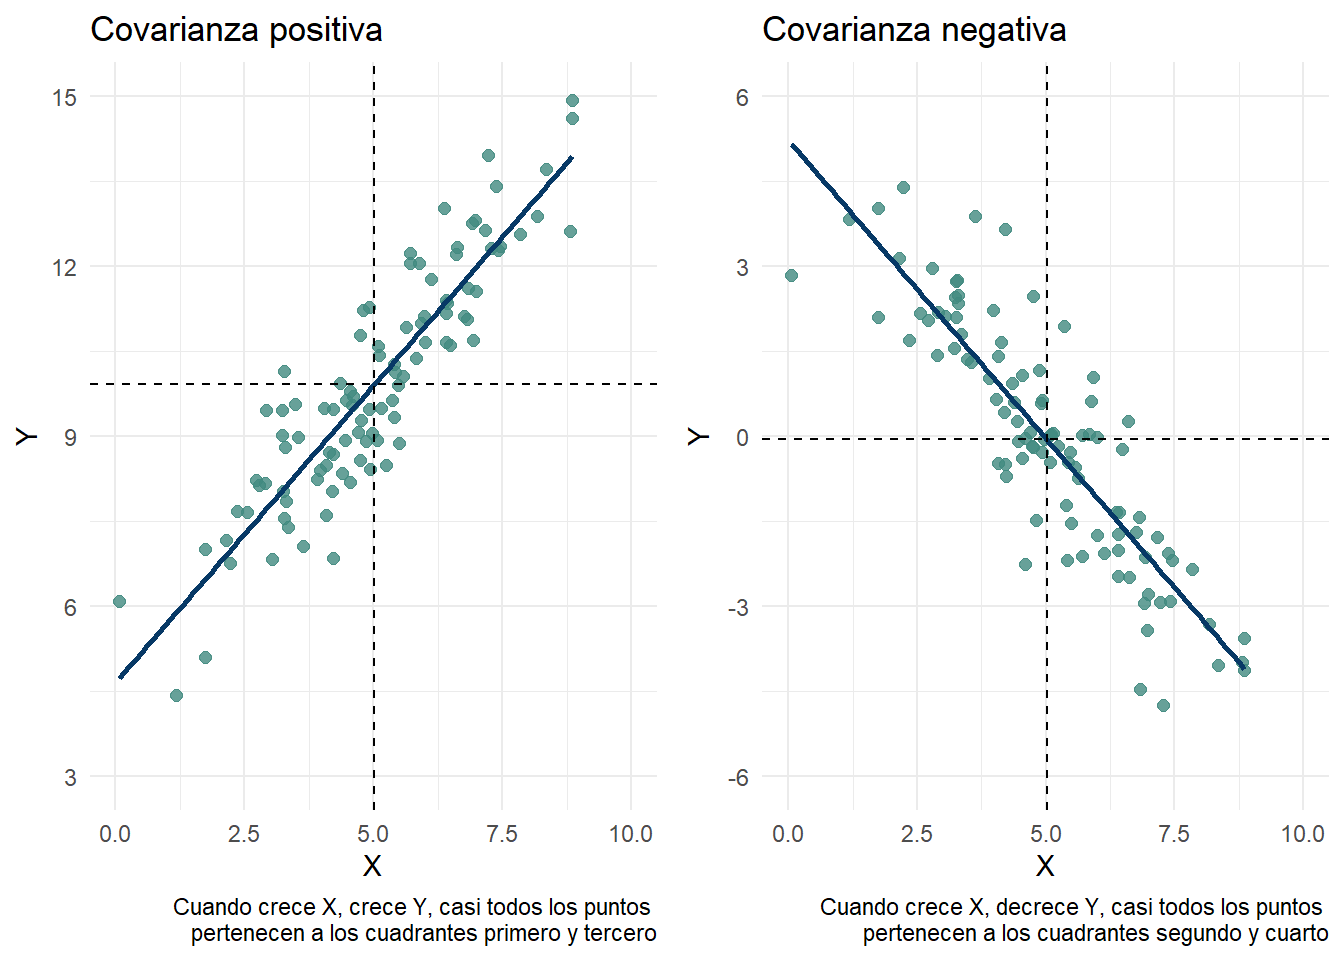 Covarianza positiva
15
12
9
6
3
Y
0.0 2.5 5.0 7.5 10.0
X
Cuando crece X, crece Y, casi todos los puntos
pertenecen a los cuadrantes primero y tercero
Covarianza negativa
6
3
0
-3
-6
Y
0.0 2.5 5.0 7.5 10.0
X
Cuando crece X, decrece Y, casi todos los puntos
pertenecen a los cuadrantes segundo y cuarto